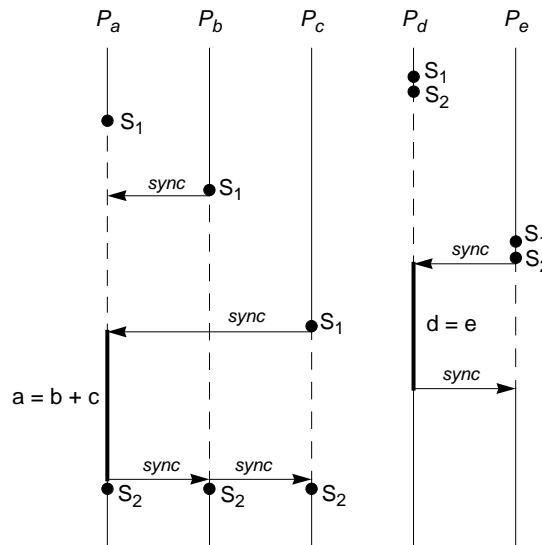 Pa Pb Pc Pd Pe
S1
S2
S1
sync S1
S1
sync S2
sync S1
d = e
sync
a = b + c
sync sync
S2 S2 S2